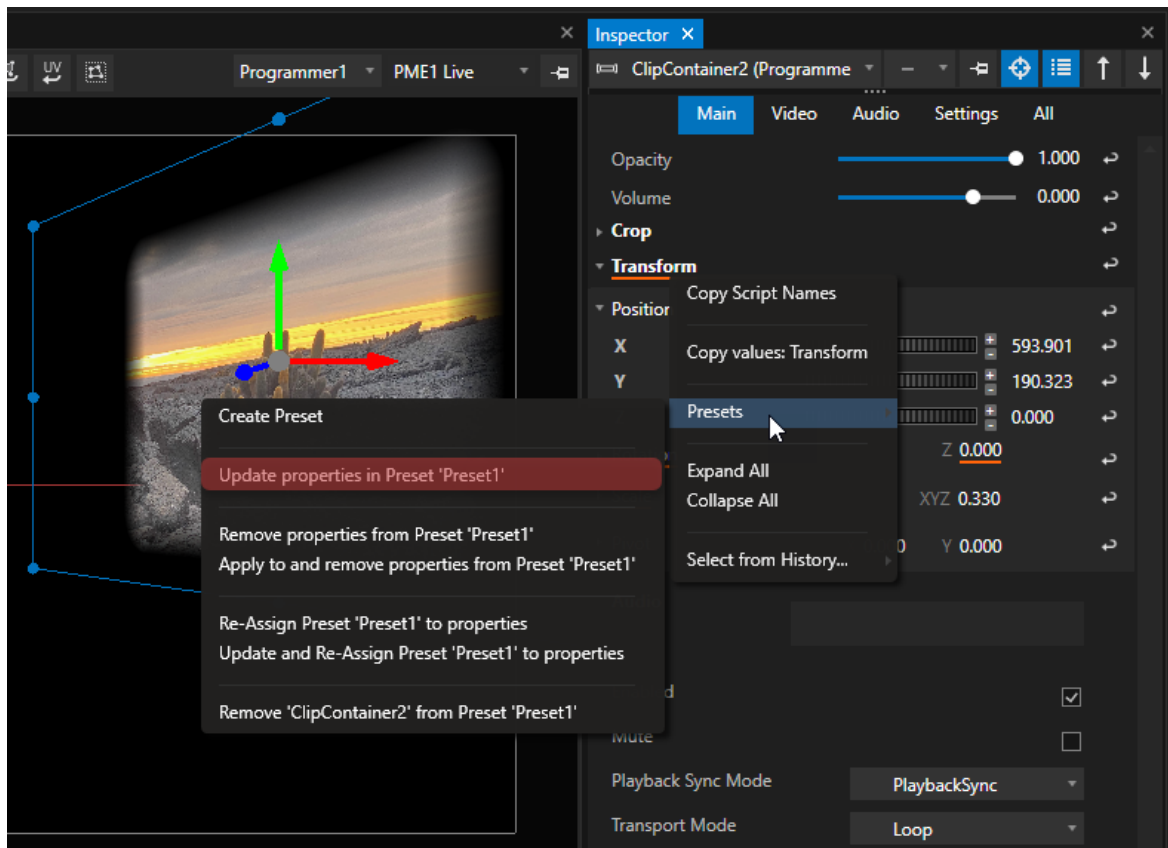 Inspector
UV
Programmer1
PME1 Live
ClipContainer2 (Programme
Main Video Audio Settings All
Opacity 1.000
Volume 0.000
Crop
Transform
Position
X 593.901
Y 190.323
0.000
Z 0.000
XYZ 0.330
0 Y 0.000
d
Mute
Playback Sync Mode PlaybackSync
Transport Mode Loop
Copy Script Names
Copy values: Transform
Presets
Expand All
Collapse All
Select from History...
Create Preset
Update properties in Preset 'Preset1'
Remove properties from Preset 'Preset1'
Apply to and remove properties from Preset 'Preset1'
Re-Assign Preset 'Preset1' to properties
Update and Re-Assign Preset 'Preset1' to properties
Remove 'ClipContainer2' from Preset 'Preset1'